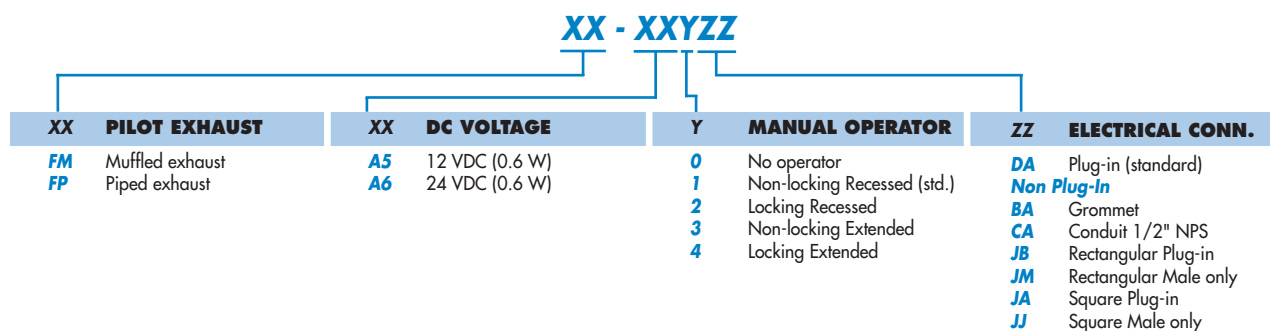 XX - XXYZZ
XX PILOT EXHAUST
FM Muffled exhaust
FP Piped exhaust
XX DC VOLTAGE
A5 12 VDC (0.6 W)
A6 24 VDC (0.6 W)
Y MANUAL OPERATOR
0 No operator
1 Non-locking Recessed (std.)
2 Locking Recessed
3 Non-locking Extended
4 Locking Extended
ZZ ELECTRICAL CONN.
DA Plug-in (standard)
Non Plug-In
BA Grommet
CA Conduit 1/2" NPS
JB Rectangular Plug-in
JM Rectangular Male only
JA Square Plug-in
JJ Square Male only